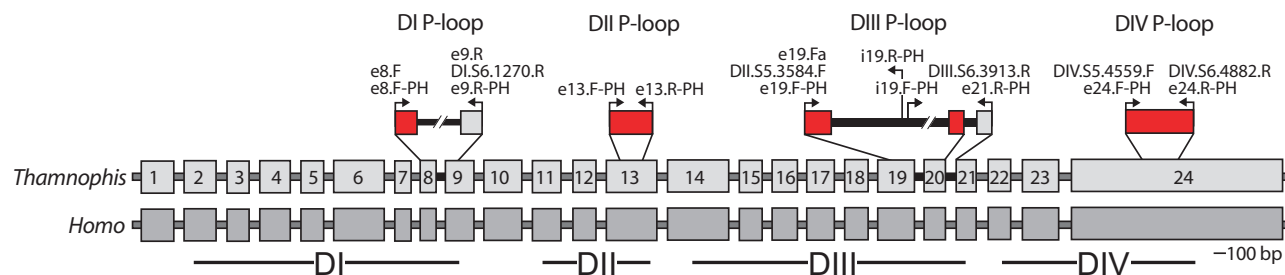 DI P-loop
DII P-loop
DIII P-loop
DIV P-loop
e8.F
e8.F-PH
e9.R
DI.S6.1270.R
e9.R-PH
e13.F-PH
e13.R-PH
e19.Fa
DII.S5.3584.F
e19.F-PH
i19.R-PH
i19.F-PH
DIII.S6.3913.R
e21.R-PH
DIV.S5.4559.F
e24.F-PH
DIV.S6.4882.R
e24.R-PH
Thamnophis 1 2 3 4 5 6 7 8 9 10 11 12 13 14 15 16 17 18 19 20 21 22 23 24
Homo
100 bp
DI DII DIII DIV